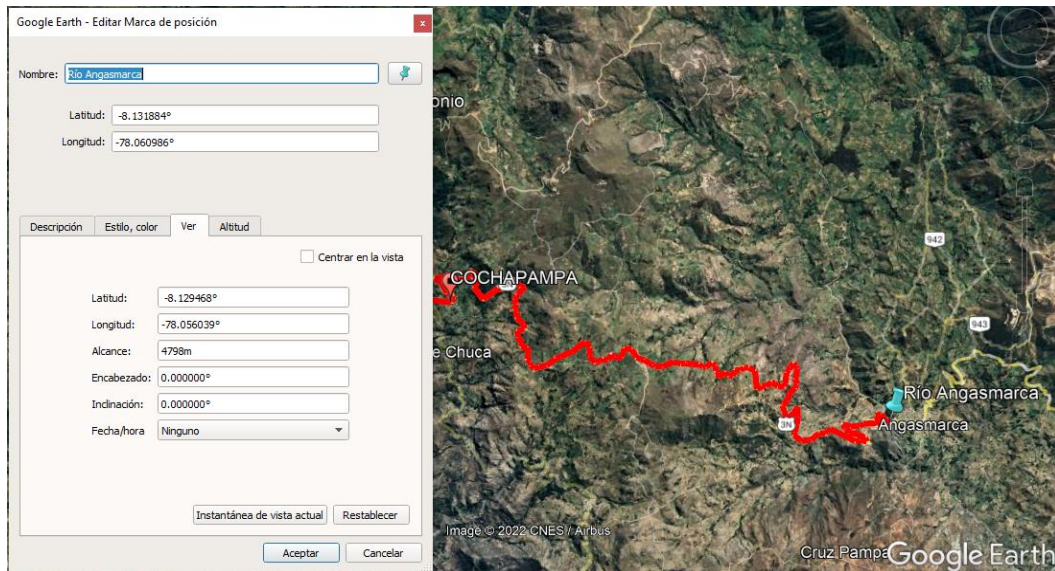 Google Earth - Editar Marca de posición
x
Nombre: Río Angasmarca
Latitud: -8.131884°
Longitud: -78.060986°
Descripción Estilo, color Ver Altitud
Centrar en la vista
Latitud: -8.129468°
Longitud: -78.056039°
Alcance: 4798m
Encabezado: 0.000000°
Inclinación: 0.000000°
Fecha/hora Ninguno
Instantánea de vista actual Restablecer
Aceptar Cancelar
onio
942
COCHAPAMPA
943
e Chuca
Río Angasmarca
3N
Angasmarca
Image © 2022 CNES / Airbus
Cruz Pampa
Google Earth